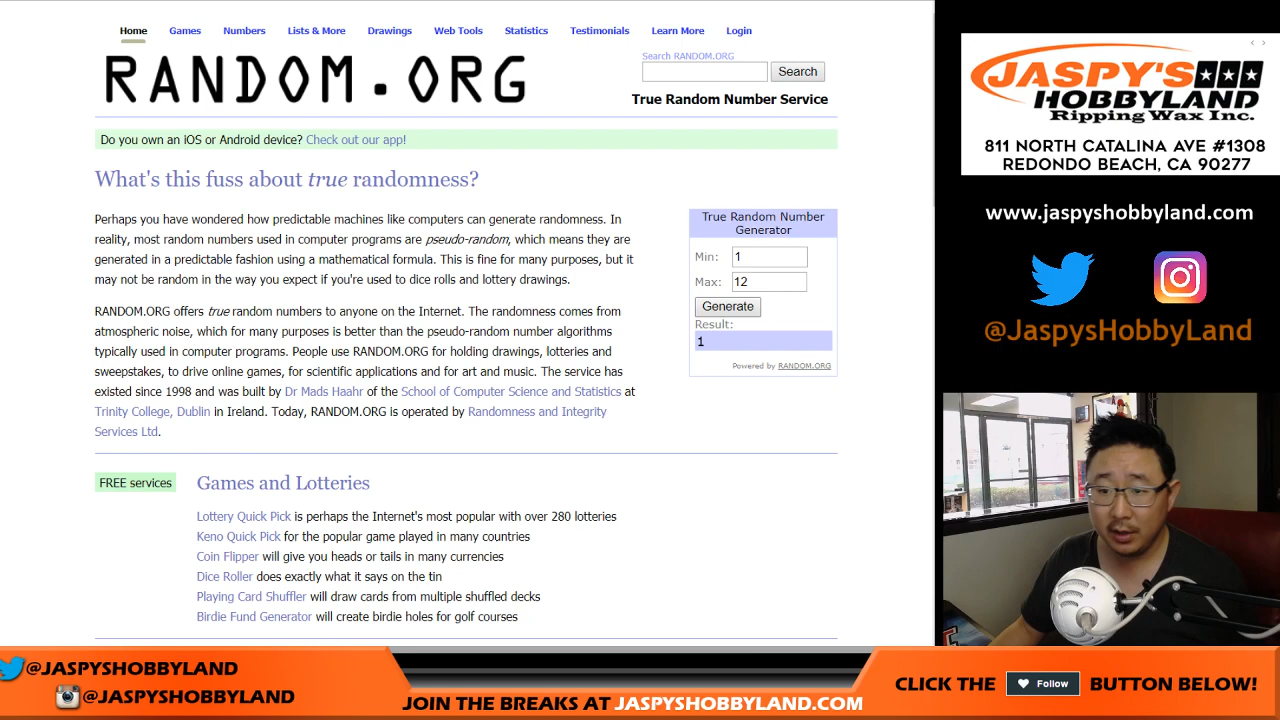 Home Games Numbers Lists & More Drawings Web Tools Statistics Testimonials Learn More Login
RANDOM.ORG
Search RANDOM.ORG
Search
True Random Number Service
Do you own an iOS or Android device? Check out our app!
What's this fuss about true randomness?
Perhaps you have wondered how predictable machines like computers can generate randomness. In
reality, most random numbers used in computer programs are pseudo-random, which means they are
generated in a predictable fashion using a mathematical formula. This is fine for many purposes, but it
may not be random in the way you expect if you're used to dice rolls and lottery drawings.
RANDOM.ORG offers true random numbers to anyone on the Internet. The randomness comes from
atmospheric noise, which for many purposes is better than the pseudo-random number algorithms
typically used in computer programs. People use RANDOM.ORG for holding drawings, lotteries and
sweepstakes, to drive online games, for scientific applications and for art and music. The service has
existed since 1998 and was built by Dr Mads Haahr of the School of Computer Science and Statistics at
Trinity College, Dublin in Ireland. Today, RANDOM.ORG is operated by Randomness and Integrity
Services Ltd.
True Random Number
Generator
Min: 1
Max: 12
Generate
Result:
1
Powered by RANDOM.ORG
FREE services
Games and Lotteries
Lottery Quick Pick is perhaps the Internet's most popular with over 280 lotteries
Keno Quick Pick for the popular game played in many countries
Coin Flipper will give you heads or tails in many currencies
Dice Roller does exactly what it says on the tin
Playing Card Shuffler will draw cards from multiple shuffled decks
Birdie Fund Generator will create birdie holes for golf courses
JASPY'S
HOBBYLAND
Ripping Wax Inc.
811 NORTH CATALINA AVE #1308
REDONDO BEACH, CA 90277
www.jaspyshobbyland.com
@JaspysHobbyLand
@JASPYSHOBBYLAND
@JASPYSHOBBYLAND
JOIN THE BREAKS AT JASPYSHOBBYLAND.COM
CLICK THE Follow BUTTON BELOW!